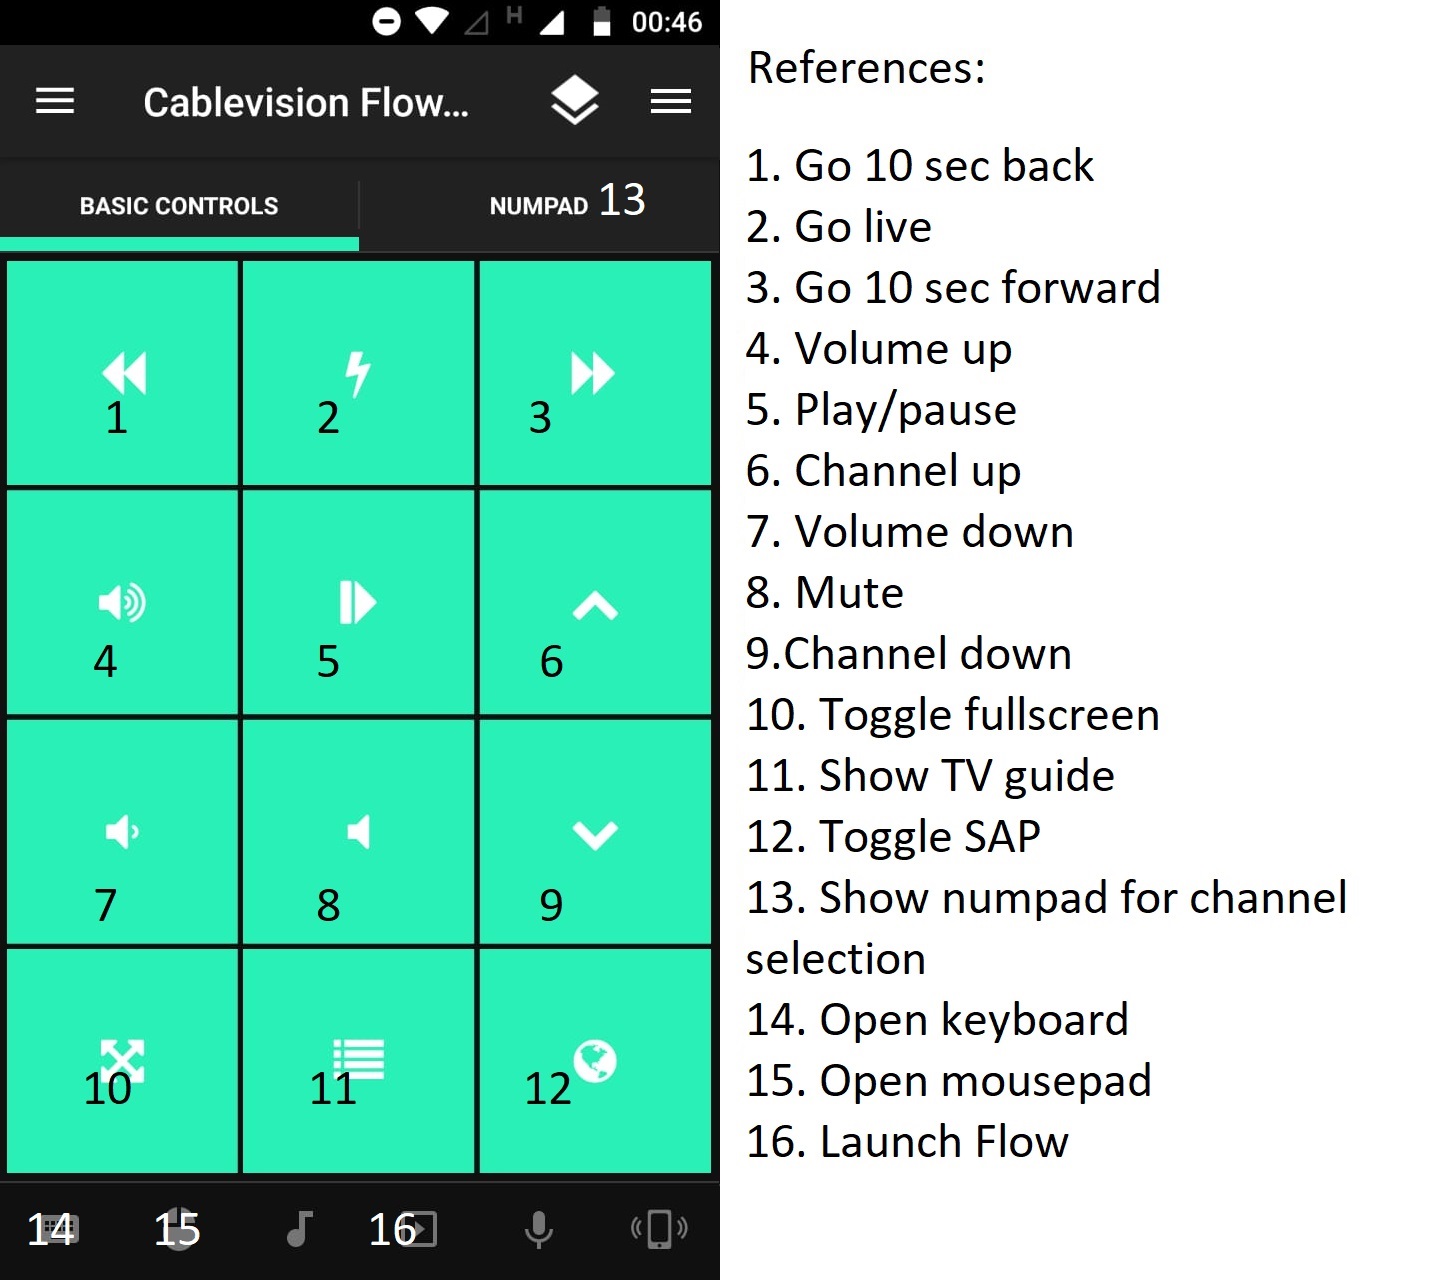 H 00:46
Cablevision Flow...
BASIC CONTROLS
NUMPAD 13
1 2 3
4 5 6
7 8 9
10 11 12
14 15 16
References:
1. Go 10 sec back
2. Go live
3. Go 10 sec forward
4. Volume up
5. Play/pause
6. Channel up
7. Volume down
8. Mute
9.Channel down
10. Toggle fullscreen
11. Show TV guide
12. Toggle SAP
13. Show numpad for channel
selection
14. Open keyboard
15. Open mousepad
16. Launch Flow